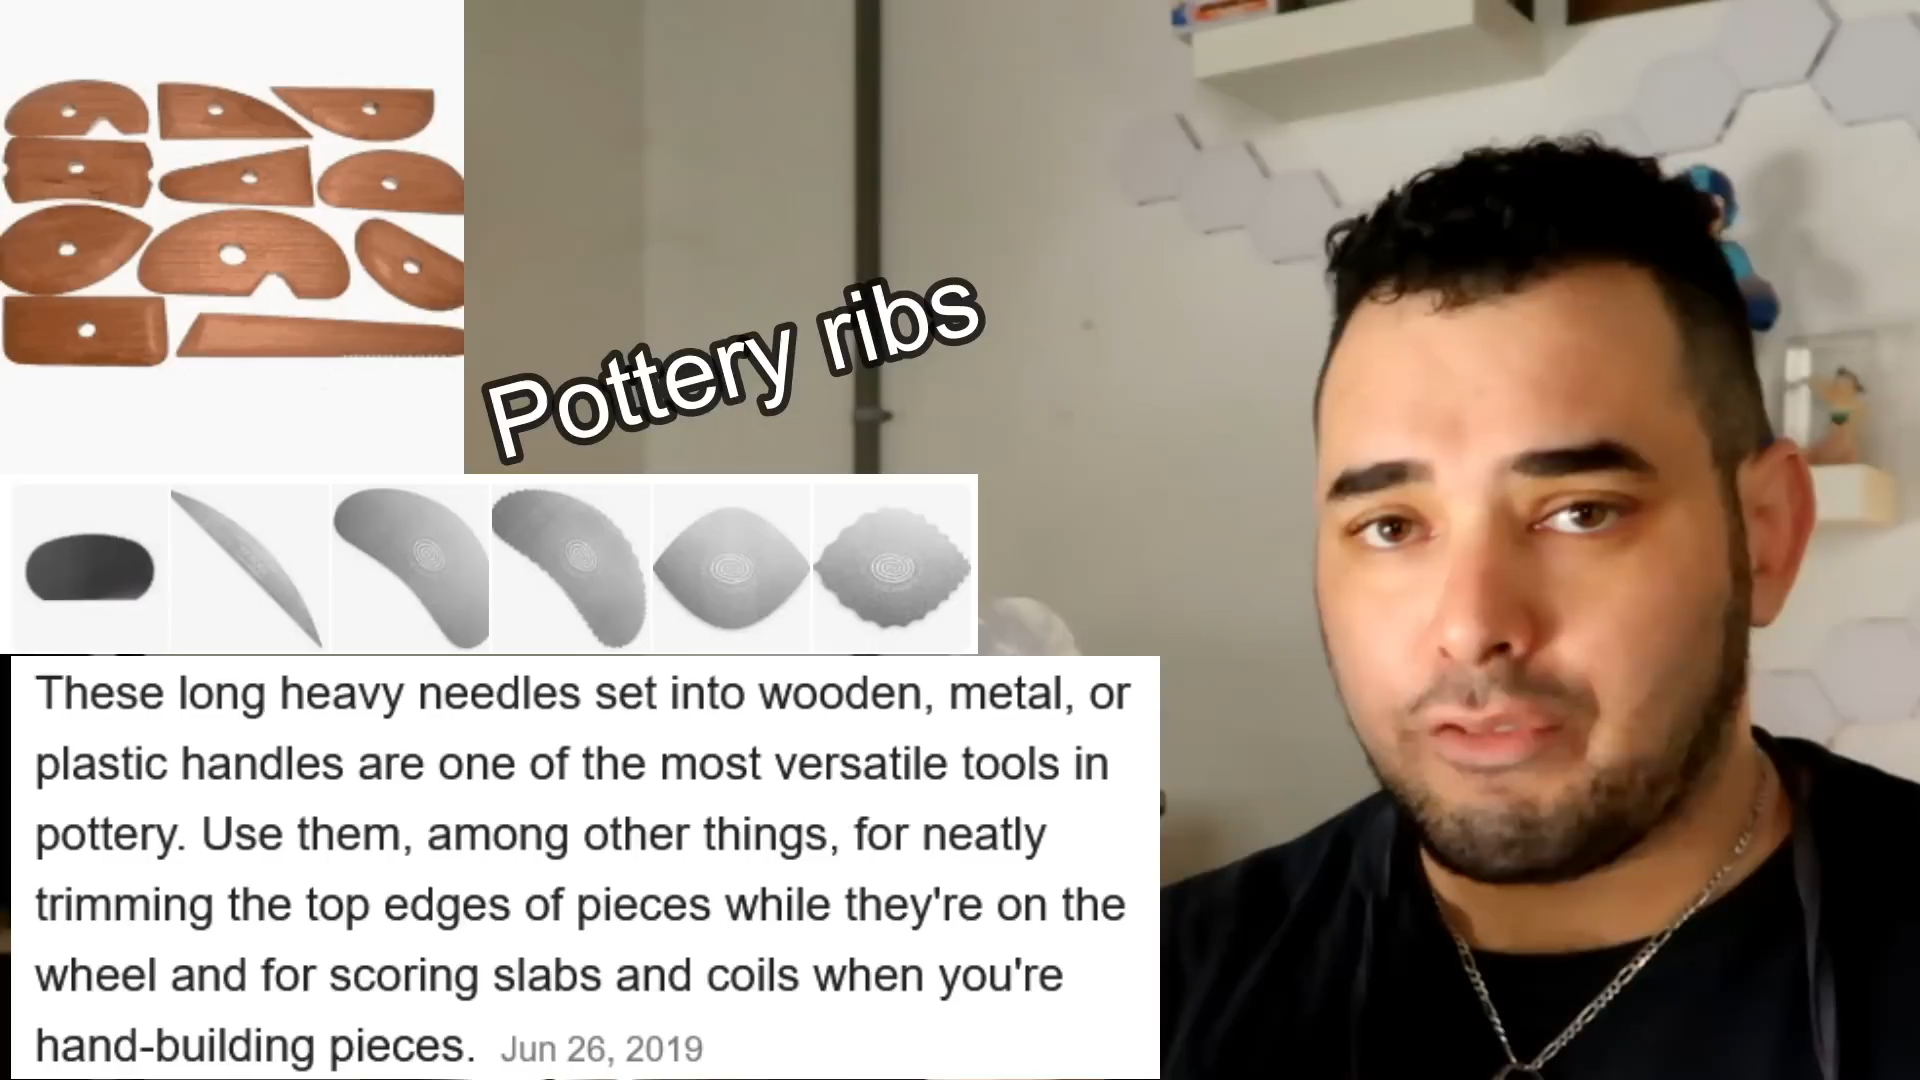 Pottery ribs
These long heavy needles set into wooden, metal, or
plastic handles are one of the most versatile tools in
pottery. Use them, among other things, for neatly
trimming the top edges of pieces while they're on the
wheel and for scoring slabs and coils when you're
hand-building pieces. Jun 26, 2019